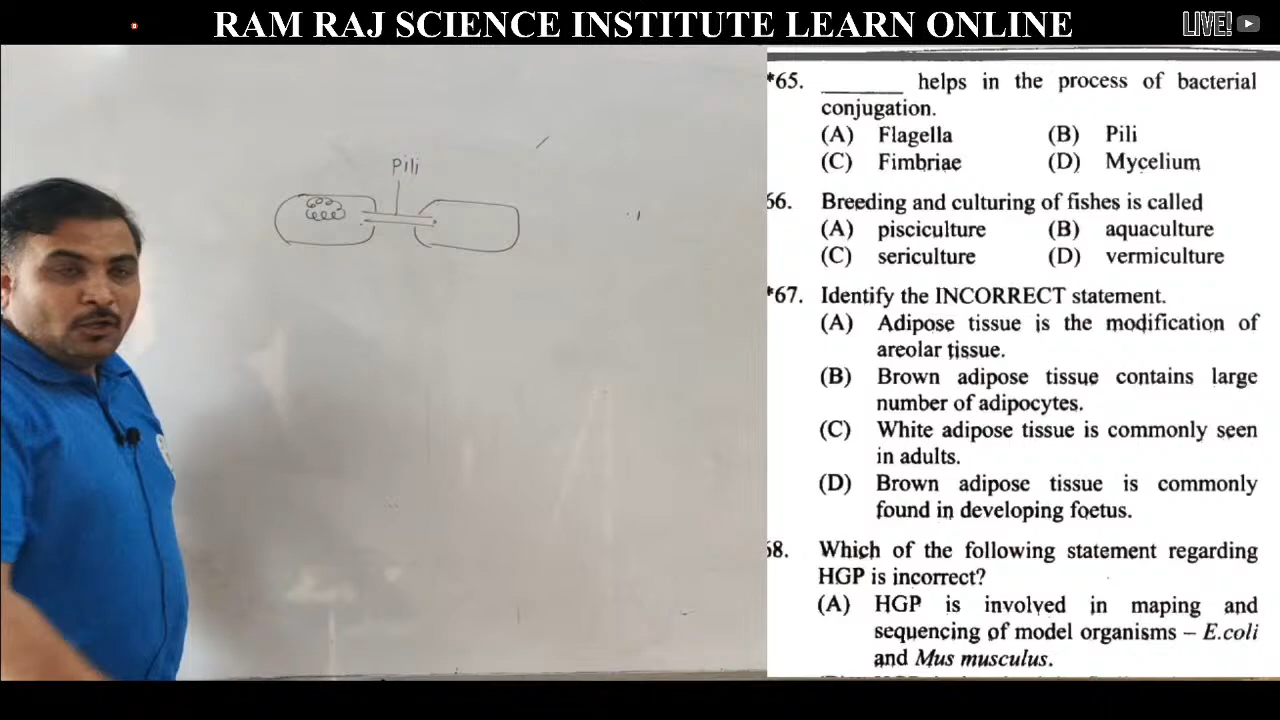 RAM RAJ SCIENCE INSTITUTE LEARN ONLINE
LIVE!
Pili
*65. ________ helps in the process of bacterial
conjugation.
(A) Flagella (B) Pili
(C) Fimbriae (D) Mycelium
66. Breeding and culturing of fishes is called
(A) pisciculture (B) aquaculture
(C) sericulture (D) vermiculture
*67. Identify the INCORRECT statement.
(A) Adipose tissue is the modification of
areolar tissue.
(B) Brown adipose tissue contains large
number of adipocytes.
(C) White adipose tissue is commonly seen
in adults.
(D) Brown adipose tissue is commonly
found in developing foetus.
68. Which of the following statement regarding
HGP is incorrect?
(A) HGP is involved in maping and
sequencing of model organisms – E.coli
and Mus musculus.